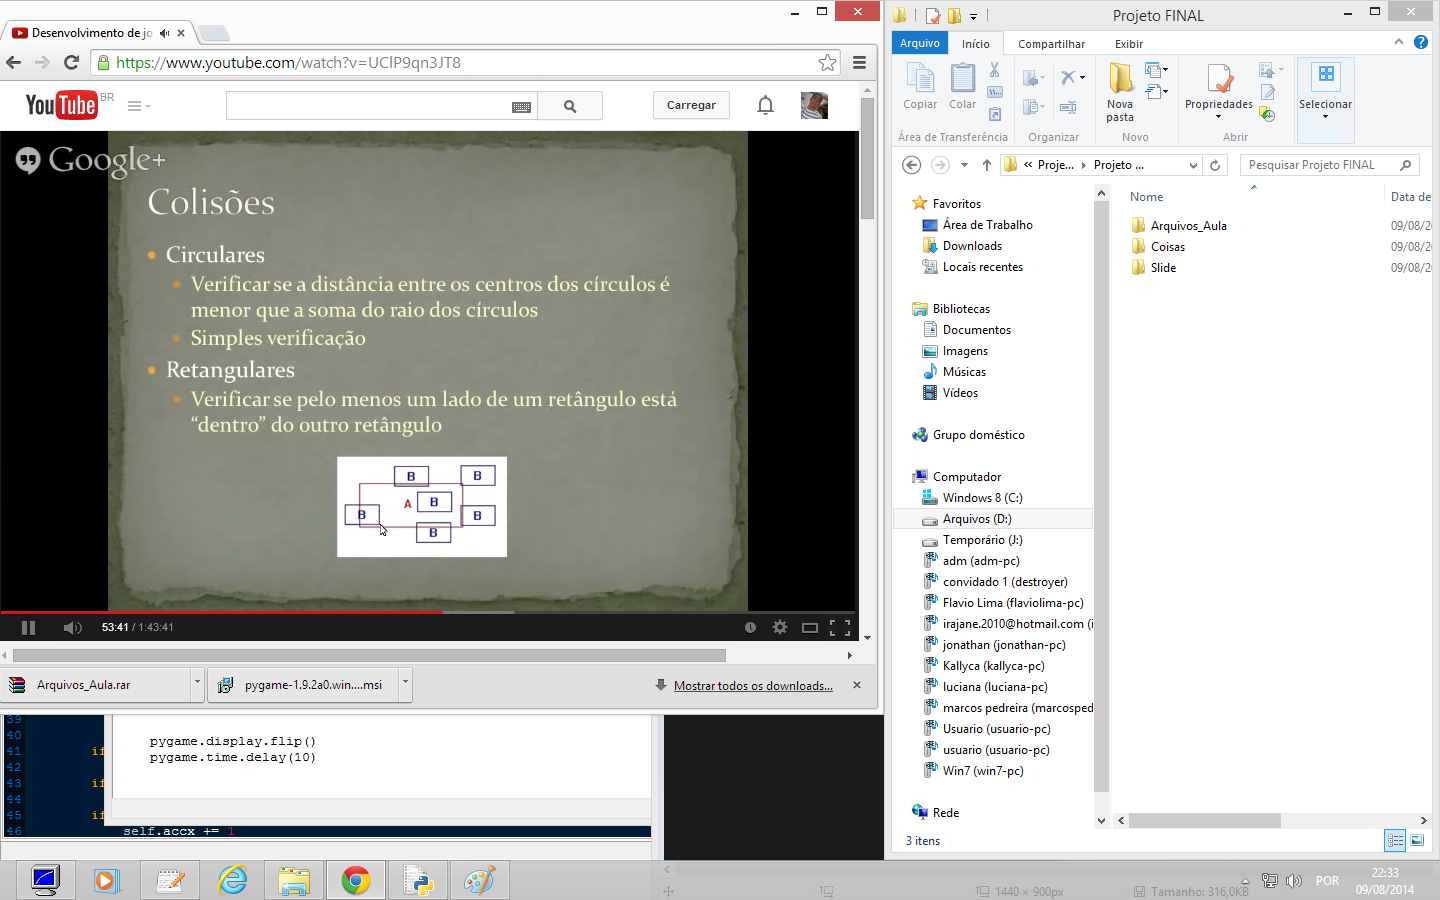 Desenvolvimento de jo
https://www.youtube.com/watch?v=UClP9qn3JT8
YouTube BR
Carregar
Google+
Colisões
Circulares
Verificar se a distância entre os centros dos círculos é
menor que a soma do raio dos círculos
Simples verificação
Retangulares
Verificar se pelo menos um lado de um retângulo está
“dentro” do outro retângulo
B
B
A
B
B
B
B
53:41 / 1:43:41
Arquivos_Aula.rar
pygame-1.9.2a0.win....msi
Mostrar todos os downloads...
39
40
41 if
42
43 if
44
45 if
46 self.accx += 1
pygame.display.flip()
pygame.time.delay(10)
Projeto FINAL
Arquivo
Início
Compartilhar
Exibir
Copiar
Colar
Nova
pasta
Propriedades
Selecionar
Área de Transferência
Organizar
Novo
Abrir
« Proje...
Projeto ...
Pesquisar Projeto FINAL
Favoritos
Área de Trabalho
Downloads
Locais recentes
Bibliotecas
Documentos
Imagens
Músicas
Vídeos
Grupo doméstico
Computador
Windows 8 (C:)
Arquivos (D:)
Temporário (J:)
adm (adm-pc)
convidado 1 (destroyer)
Flavio Lima (flaviolima-pc)
irajane.2010@hotmail.com (i
jonathan (jonathan-pc)
Kallyca (kallyca-pc)
luciana (luciana-pc)
marcos pedreira (marcosped
Usuario (usuario-pc)
usuario (usuario-pc)
Win7 (win7-pc)
Rede
Nome
Data de
Arquivos_Aula
09/08/2
Coisas
09/08/2
Slide
09/08/2
3 itens
1440 × 900px
Tamanho: 316,0KB
POR
22:33
09/08/2014